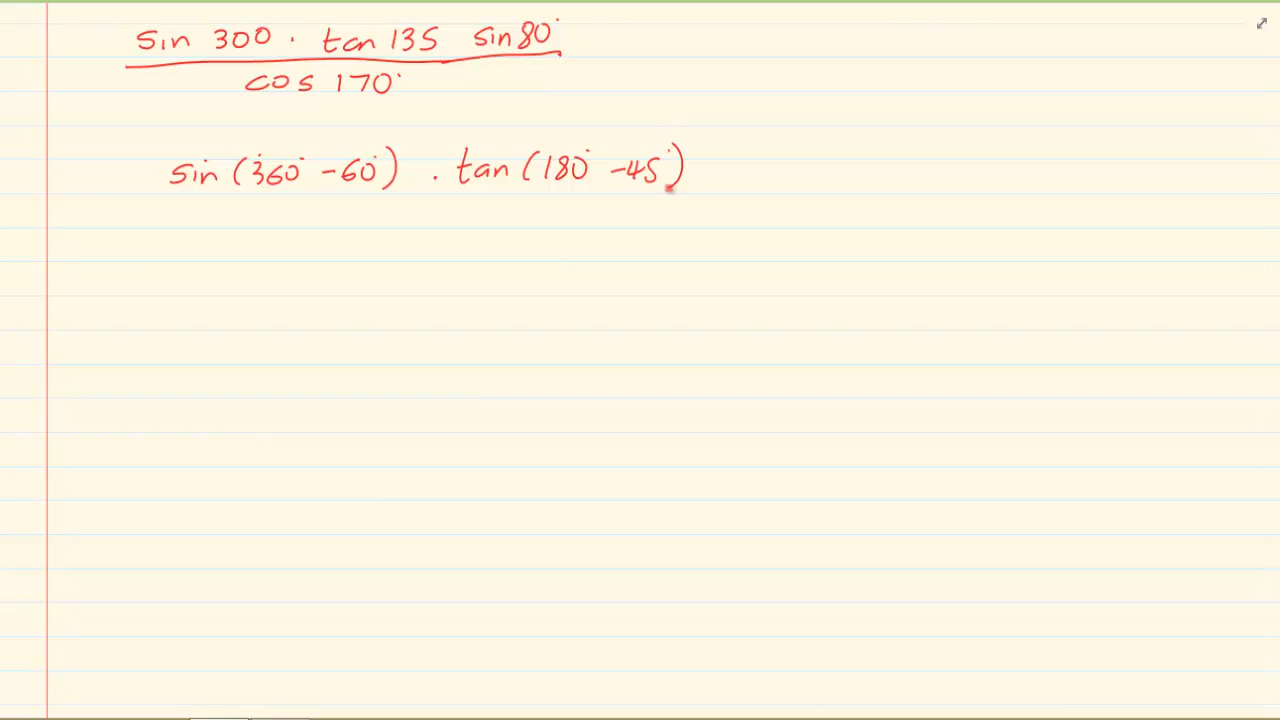 sin 300 · tan 135 sin 80°
cos 170°
sin (360° - 60°) . tan (180° - 45°)